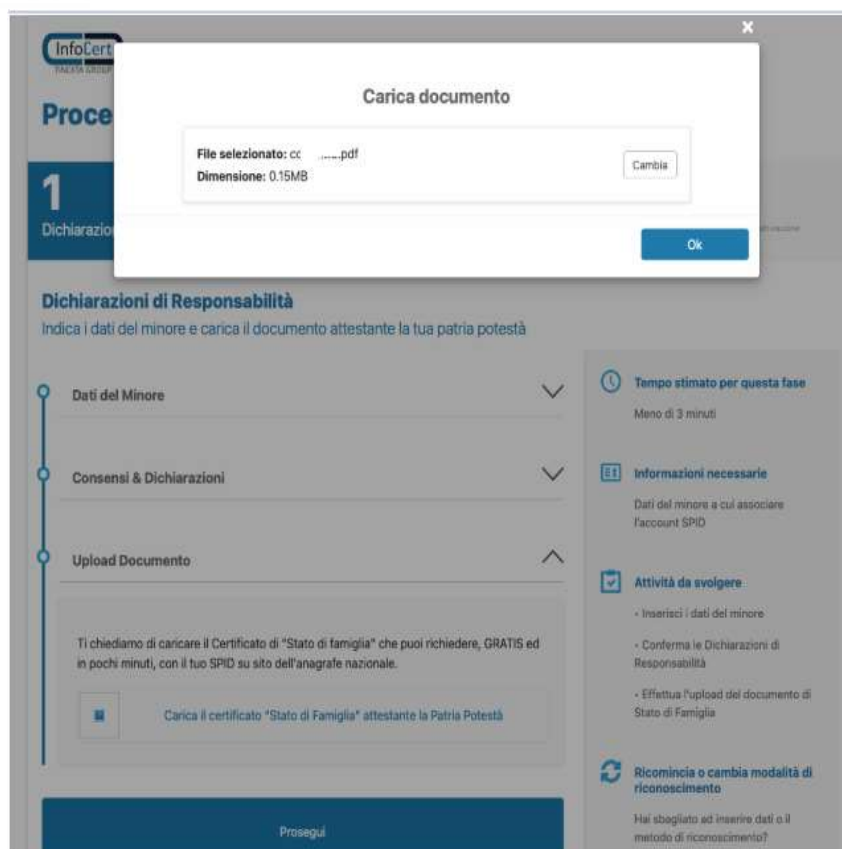 InfoCert
TINEXTA GROUP
Proce
×
Carica documento
File selezionato: cc ......pdf
Dimensione: 0.15MB
Cambia
Ok
1
Dichiarazio
Dichiarazioni di Responsabilità
Indica i dati del minore e carica il documento attestante la tua patria potestà
Dati del Minore
Consensi & Dichiarazioni
Upload Documento
Ti chiediamo di caricare il Certificato di "Stato di famiglia" che puoi richiedere, GRATIS ed
in pochi minuti, con il tuo SPID su sito dell'anagrafe nazionale.
Carica il certificato "Stato di Famiglia" attestante la Patria Potestà
Prosegui
Tempo stimato per questa fase
Meno di 3 minuti
Informazioni necessarie
Dati del minore a cui associare
l'account SPID
Attività da svolgere
- Inserisci i dati del minore
- Conferma le Dichiarazioni di
Responsabilità
- Effettua l'upload del documento di
Stato di Famiglia
Ricomincia o cambia modalità di
riconoscimento
Hai sbagliato ad inserire dati o il
metodo di riconoscimento?